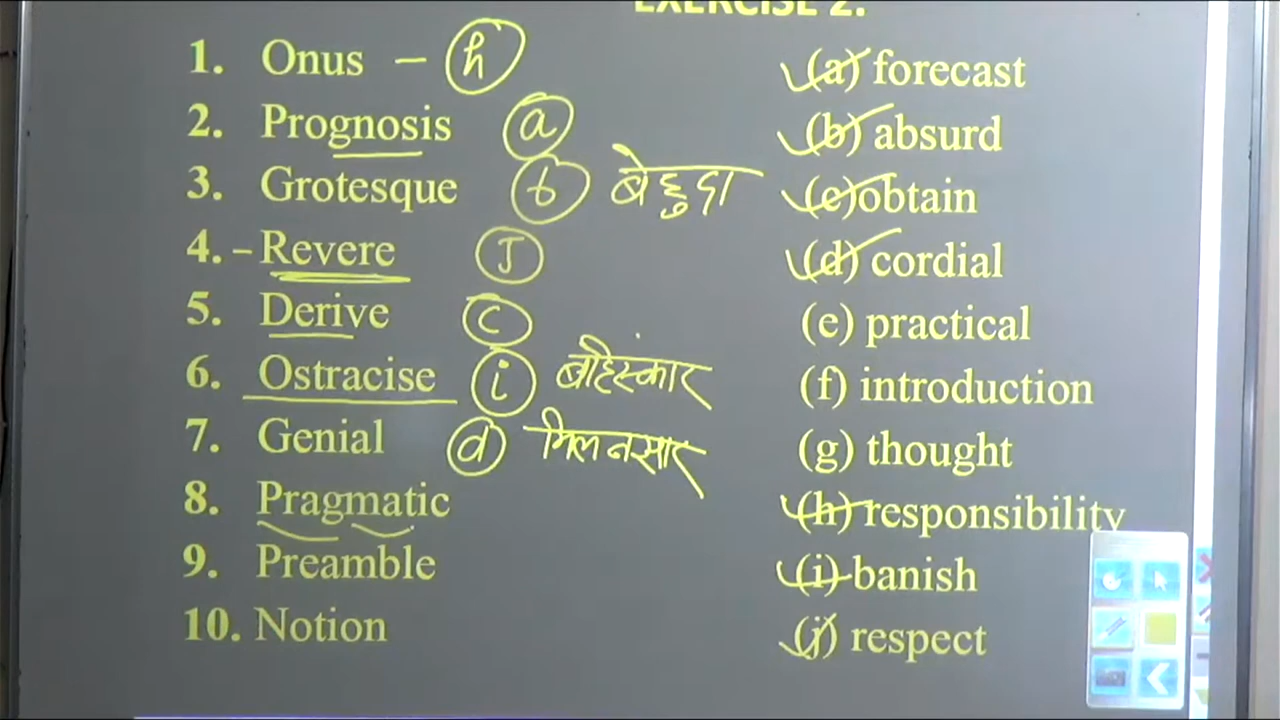 EXERCISE 2.
1. Onus – h (a) forecast
2. Prognosis a (b) absurd
3. Grotesque b बेहुदा (c) obtain
4. – Revere J (d) cordial
5. Derive c (e) practical
6. Ostracise i बहिस्कार (f) introduction
7. Genial d मिलनसार (g) thought
8. Pragmatic (h) responsibility
9. Preamble (i) banish
10. Notion (j) respect